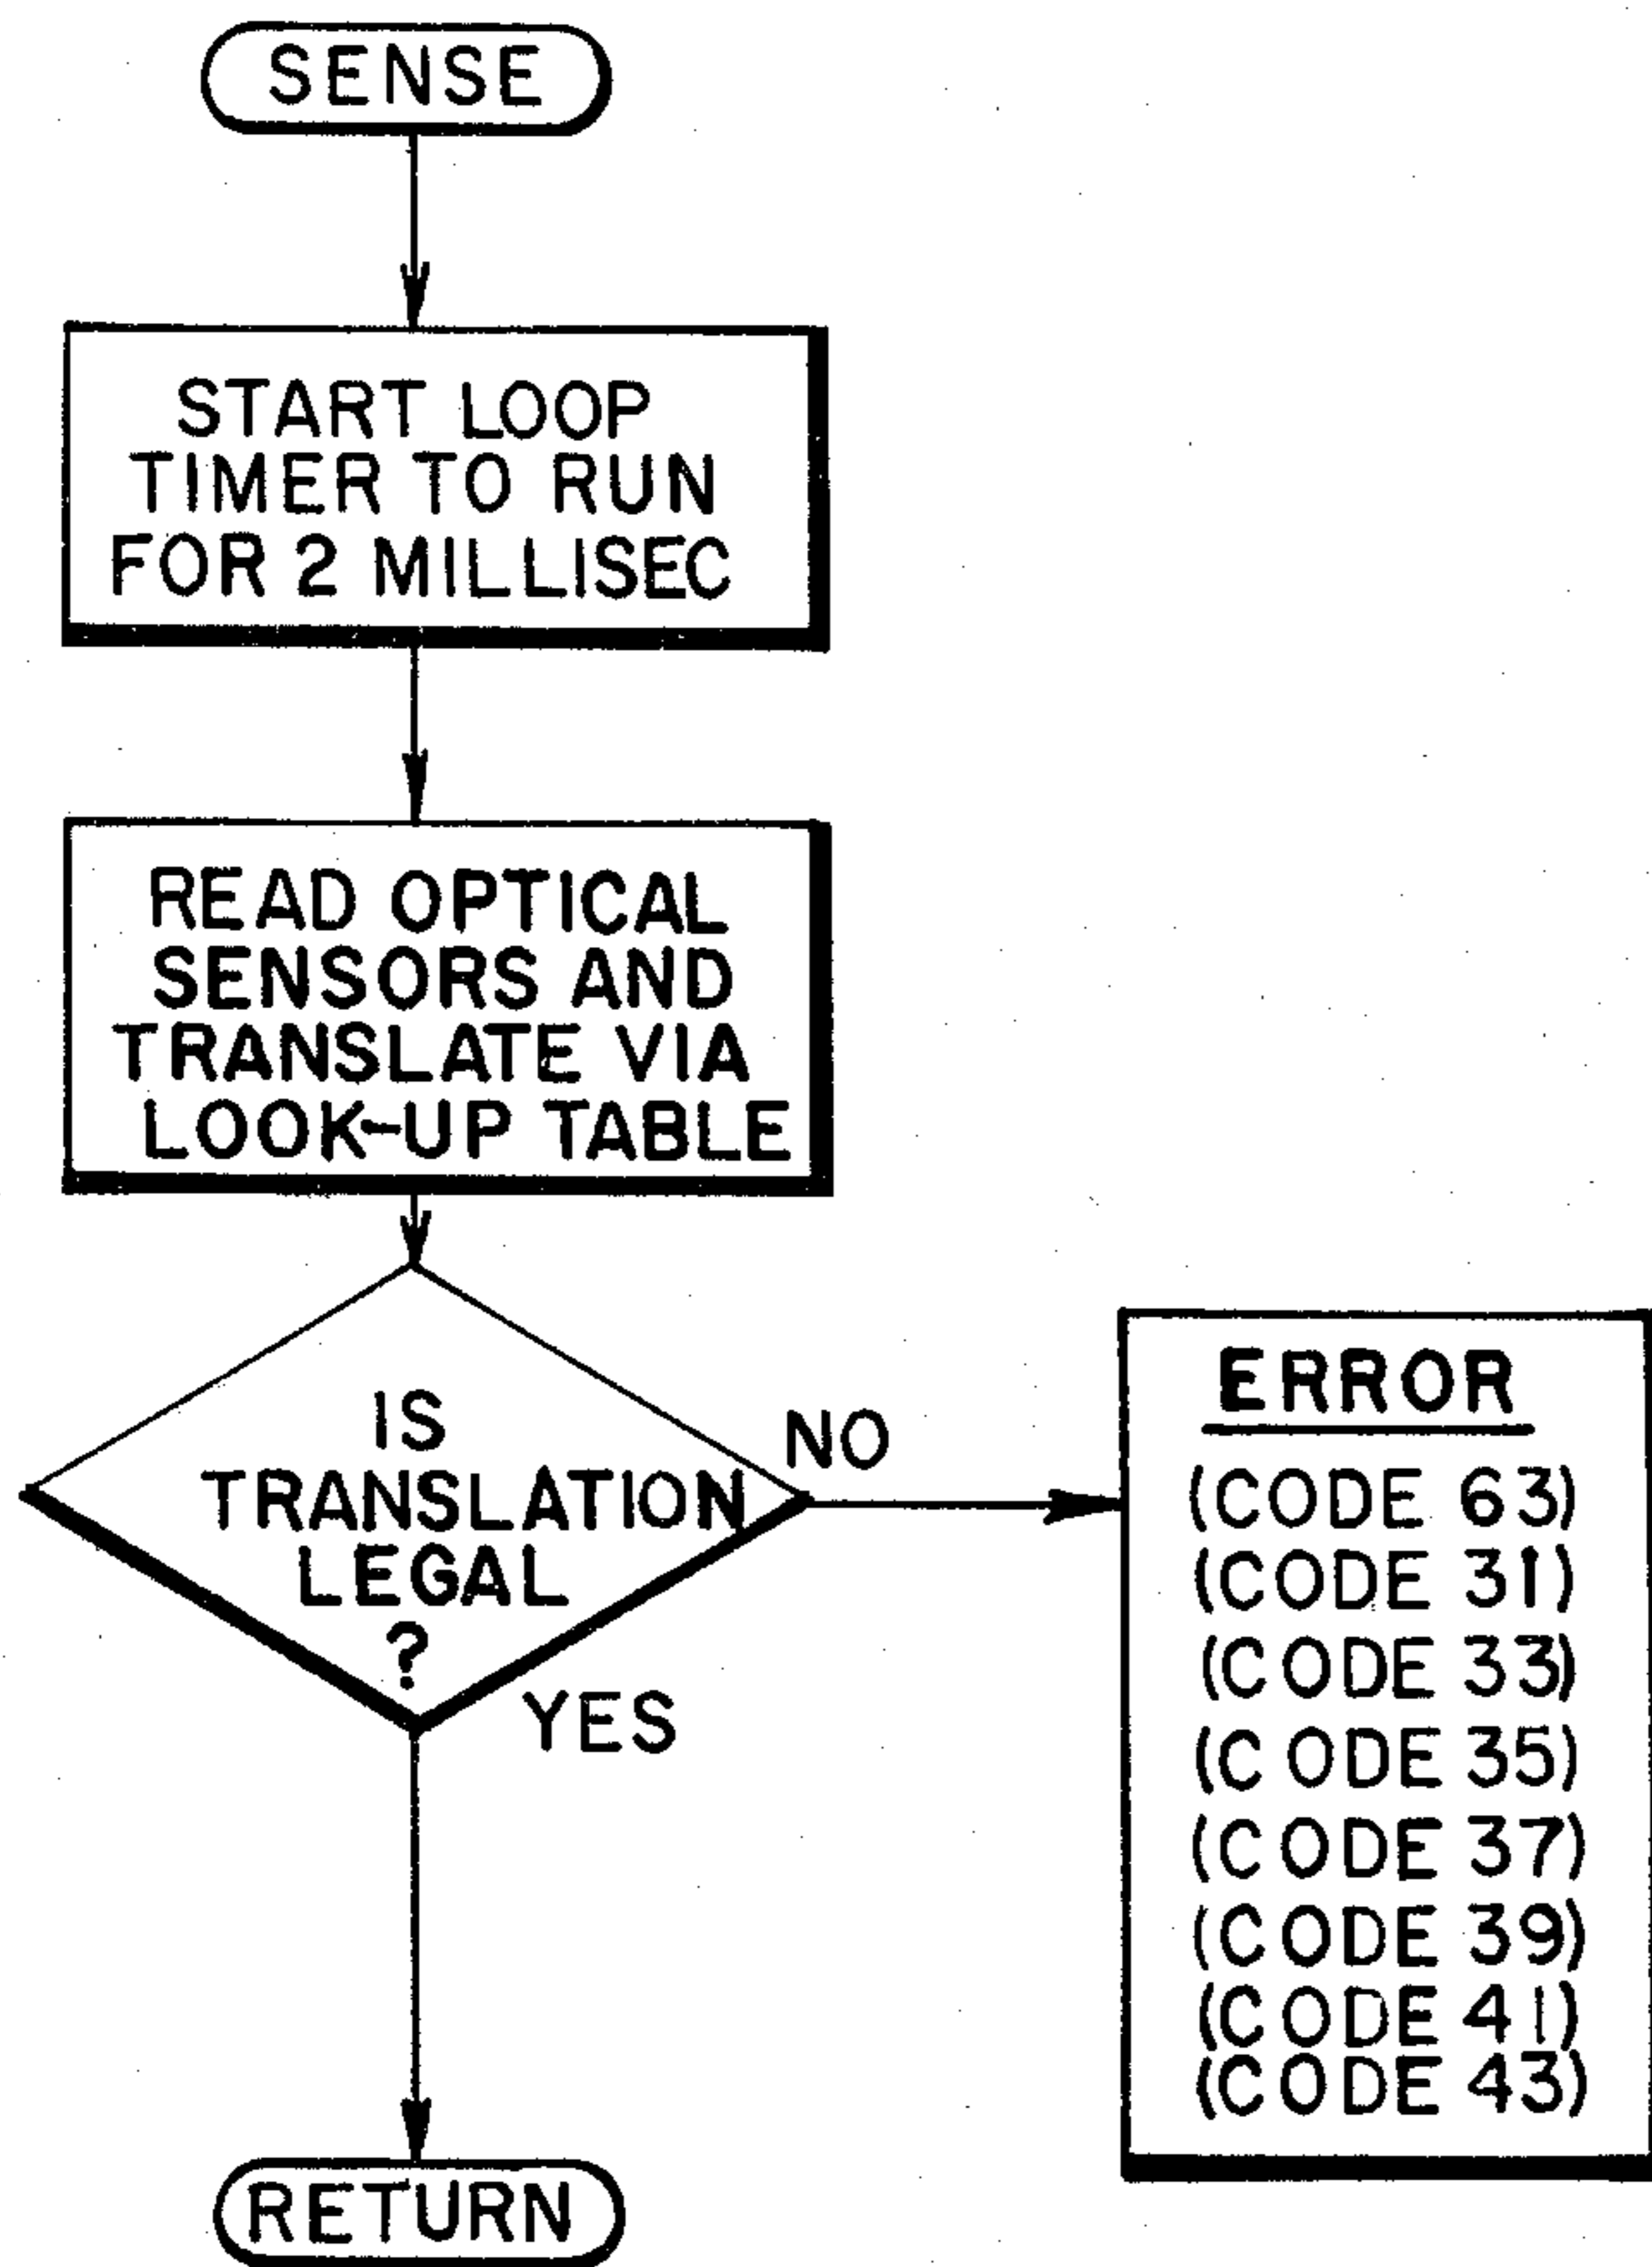 SENSE
START LOOP
TIMER TO RUN
FOR 2 MILLISEC
READ OPTICAL
SENSORS AND
TRANSLATE VIA
LOOK-UP TABLE
IS
TRANSLATION
LEGAL
?
NO
YES
ERROR
(CODE 63)
(CODE 31)
(CODE 33)
(CODE 35)
(CODE 37)
(CODE 39)
(CODE 41)
(CODE 43)
RETURN